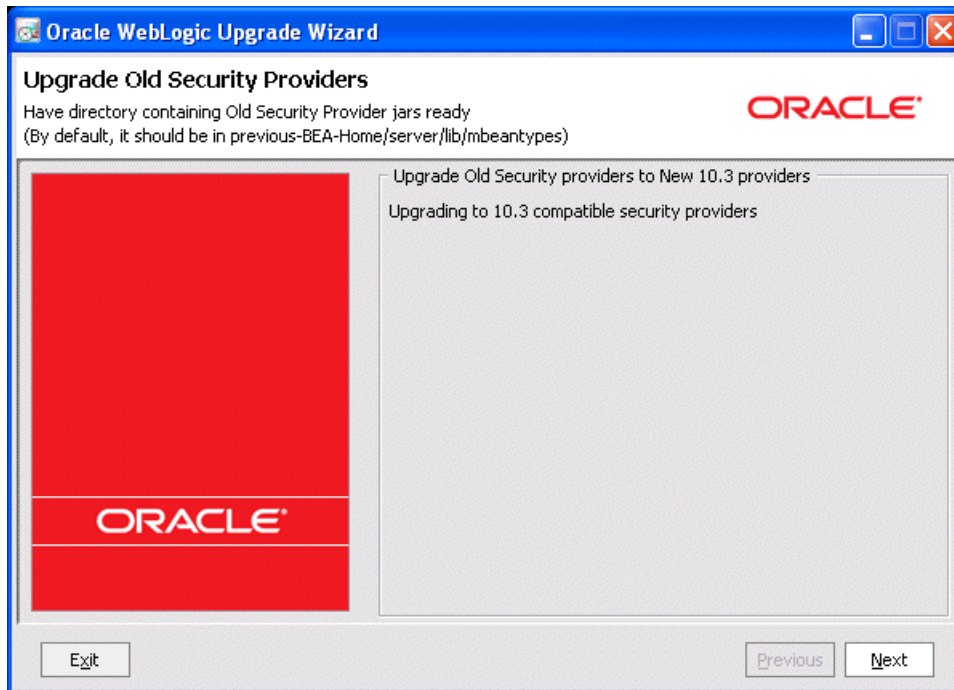 Oracle WebLogic Upgrade Wizard
Upgrade Old Security Providers
Have directory containing Old Security Provider jars ready
(By default, it should be in previous-BEA-Home/server/lib/mbeantypes)
ORACLE
Upgrade Old Security providers to New 10.3 providers
Upgrading to 10.3 compatible security providers
ORACLE
Exit
Previous
Next